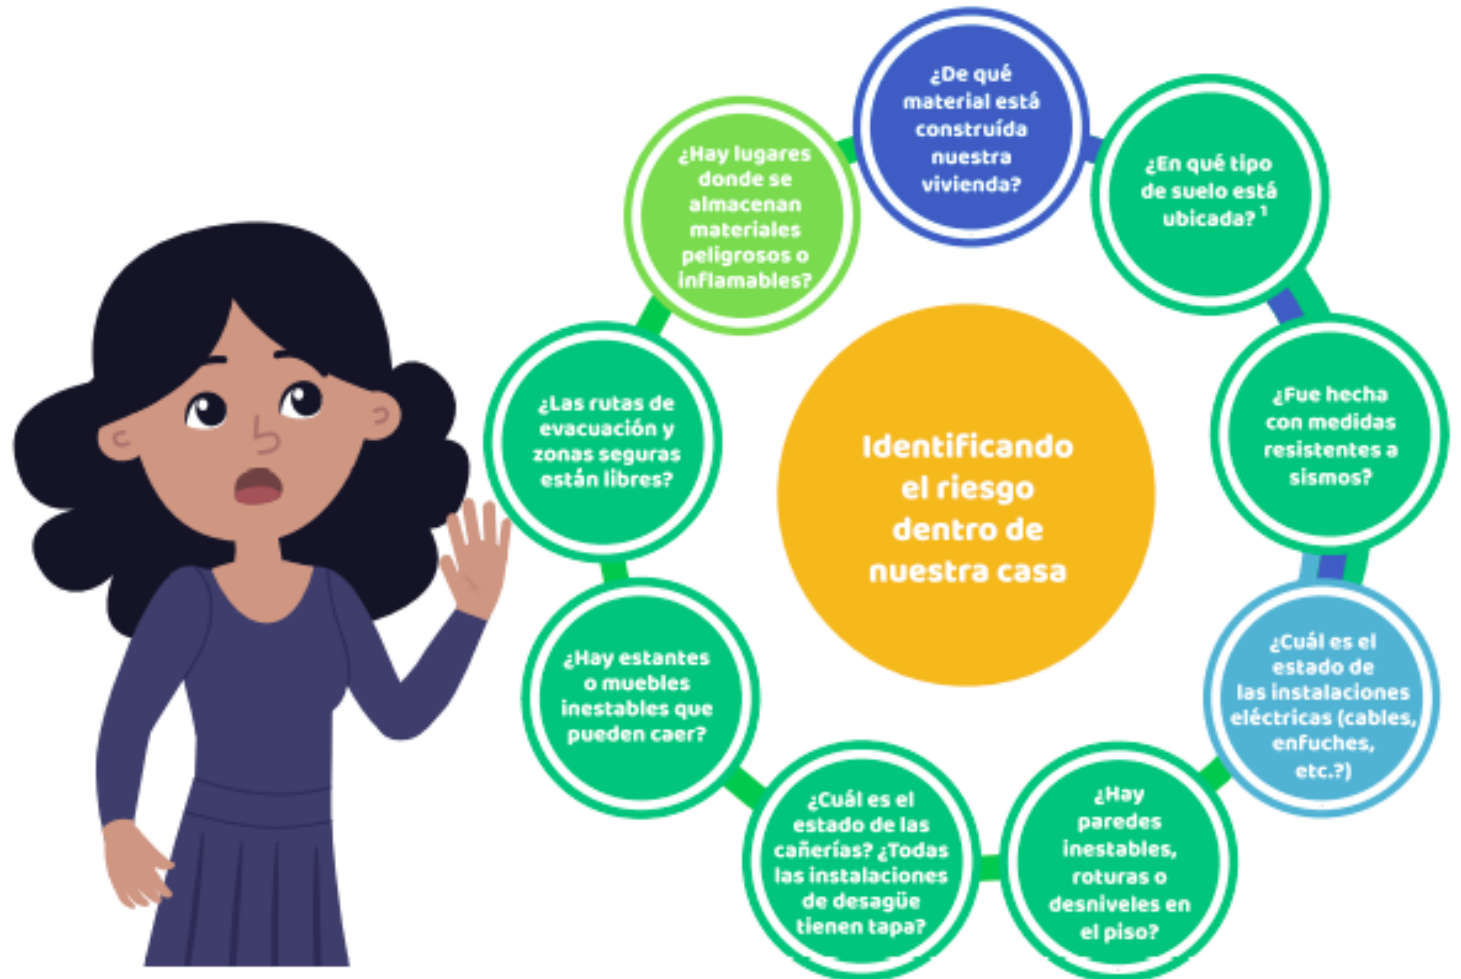 ¿De qué
material está
construída
nuestra
vivienda?
¿En qué tipo
de suelo está
ubicada? ¹
¿Fue hecha
con medidas
resistentes a
sismos?
¿Cuál es el
estado de
las instalaciones
eléctricas (cables,
enfuches,
etc.?)
¿Hay
paredes
inestables,
roturas o
desniveles en
el piso?
¿Cuál es el
estado de las
cañerías? ¿Todas
las instalaciones
de desagüe
tienen tapa?
¿Hay estantes
o muebles
inestables que
pueden caer?
¿Las rutas de
evacuación y
zonas seguras
están libres?
¿Hay lugares
donde se
almacenan
materiales
peligrosos o
inflamables?
Identificando
el riesgo
dentro de
nuestra casa